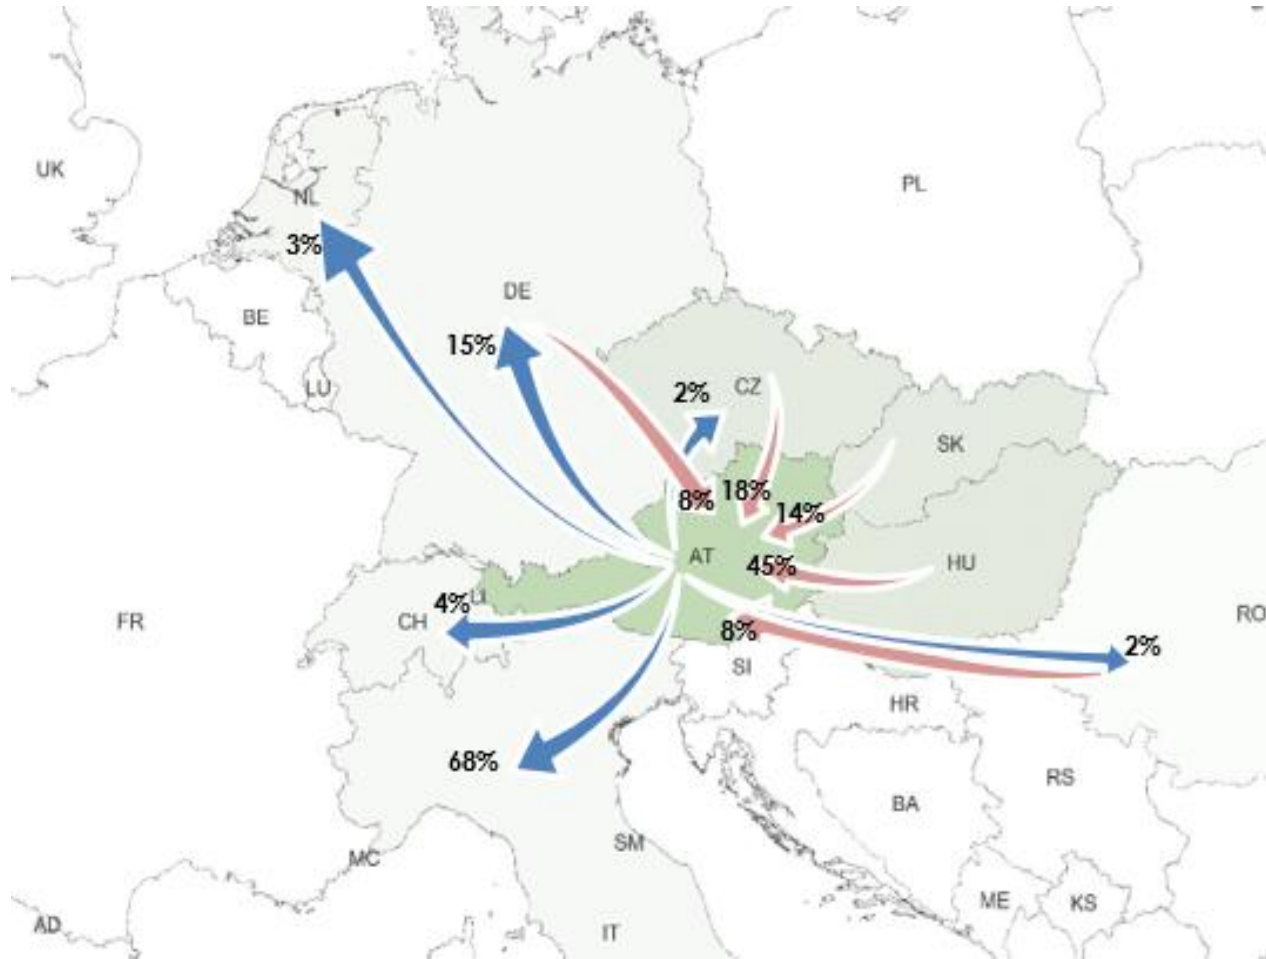 UK
NL
PL
3%
DE
BE
15%
LU
2%
CZ
SK
8%
18%
14%
AT
45%
HU
4%
LI
CH
FR
RO
8%
2%
SI
HR
68%
RS
BA
SM
MC
ME
KS
AD
IT